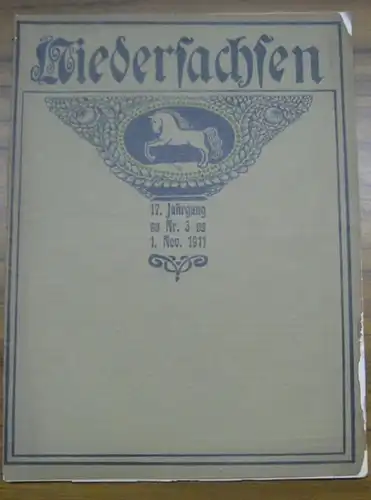 Niederſachſen
17. Jahrgang
Nr. 3
1. Nov. 1911